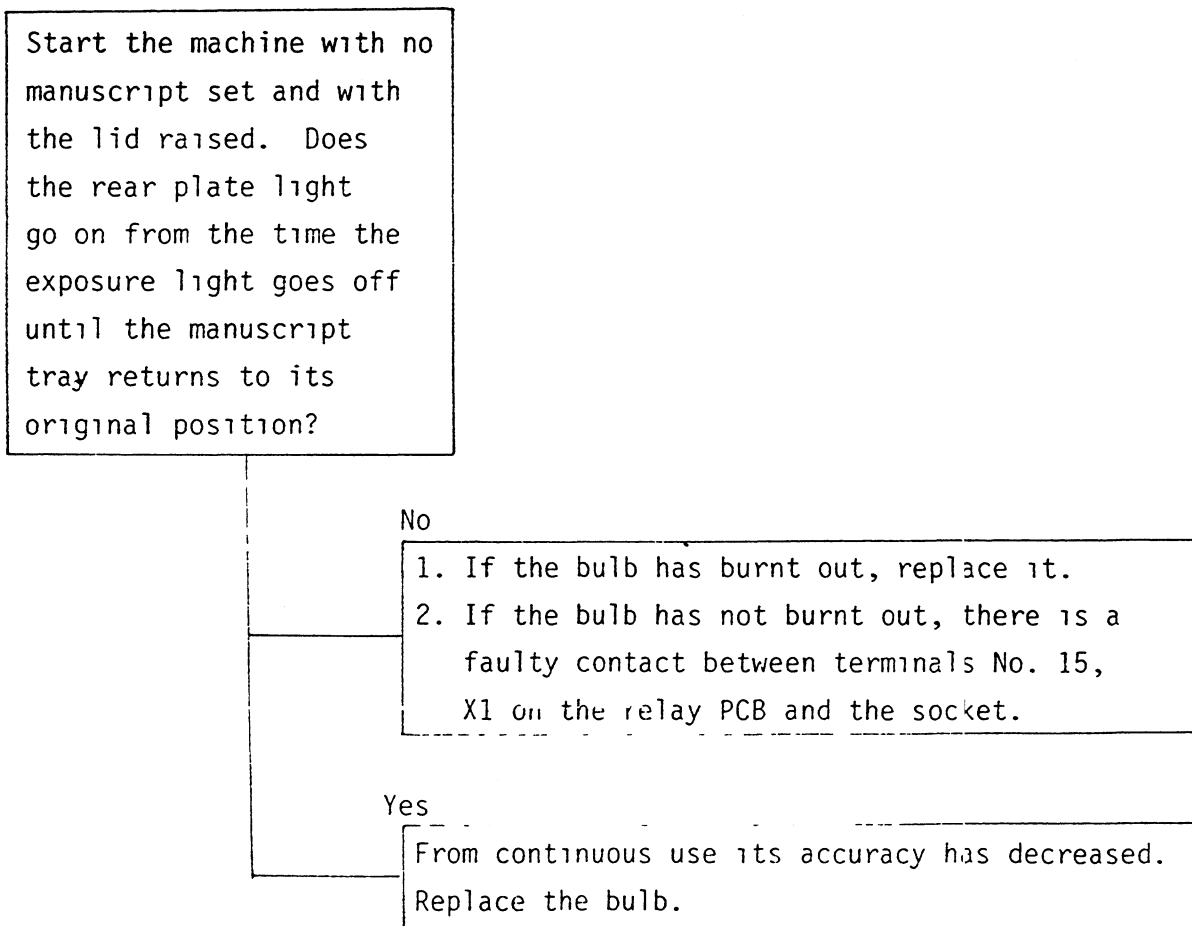 Start the machine with no
manuscript set and with
the lid raised. Does
the rear plate light
go on from the time the
exposure light goes off
until the manuscript
tray returns to its
original position?
No
1. If the bulb has burnt out, replace it.
2. If the bulb has not burnt out, there is a
faulty contact between terminals No. 15,
X1 on the relay PCB and the socket.
Yes
From continuous use its accuracy has decreased.
Replace the bulb.